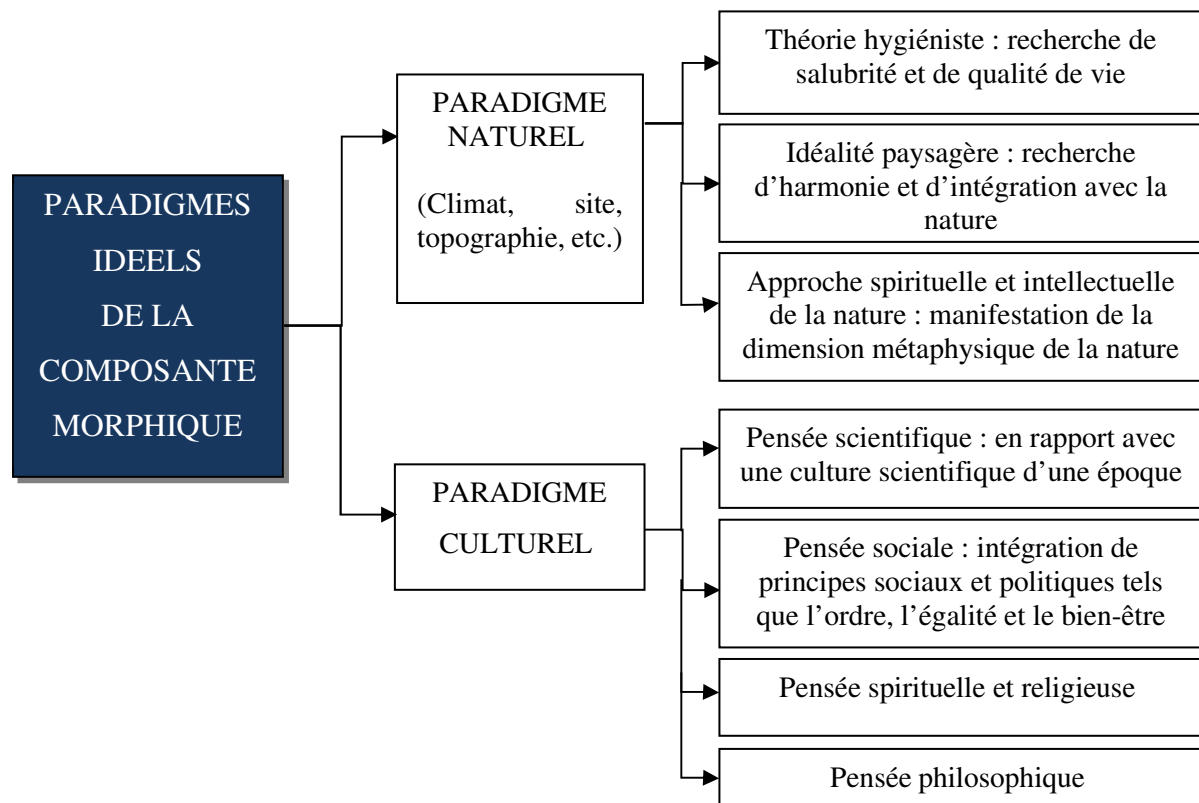 PARADIGMES
IDEELS
DE LA
COMPOSANTE
MORPHIQUE
PARADIGME
NATUREL
(Climat, site,
topographie, etc.)
Théorie hygiéniste : recherche de
salubrité et de qualité de vie
Idéalité paysagère : recherche
d’harmonie et d’intégration avec la
nature
Approche spirituelle et intellectuelle
de la nature : manifestation de la
dimension métaphysique de la nature
PARADIGME
CULTUREL
Pensée scientifique : en rapport avec
une culture scientifique d’une époque
Pensée sociale : intégration de
principes sociaux et politiques tels
que l’ordre, l’égalité et le bien-être
Pensée spirituelle et religieuse
Pensée philosophique